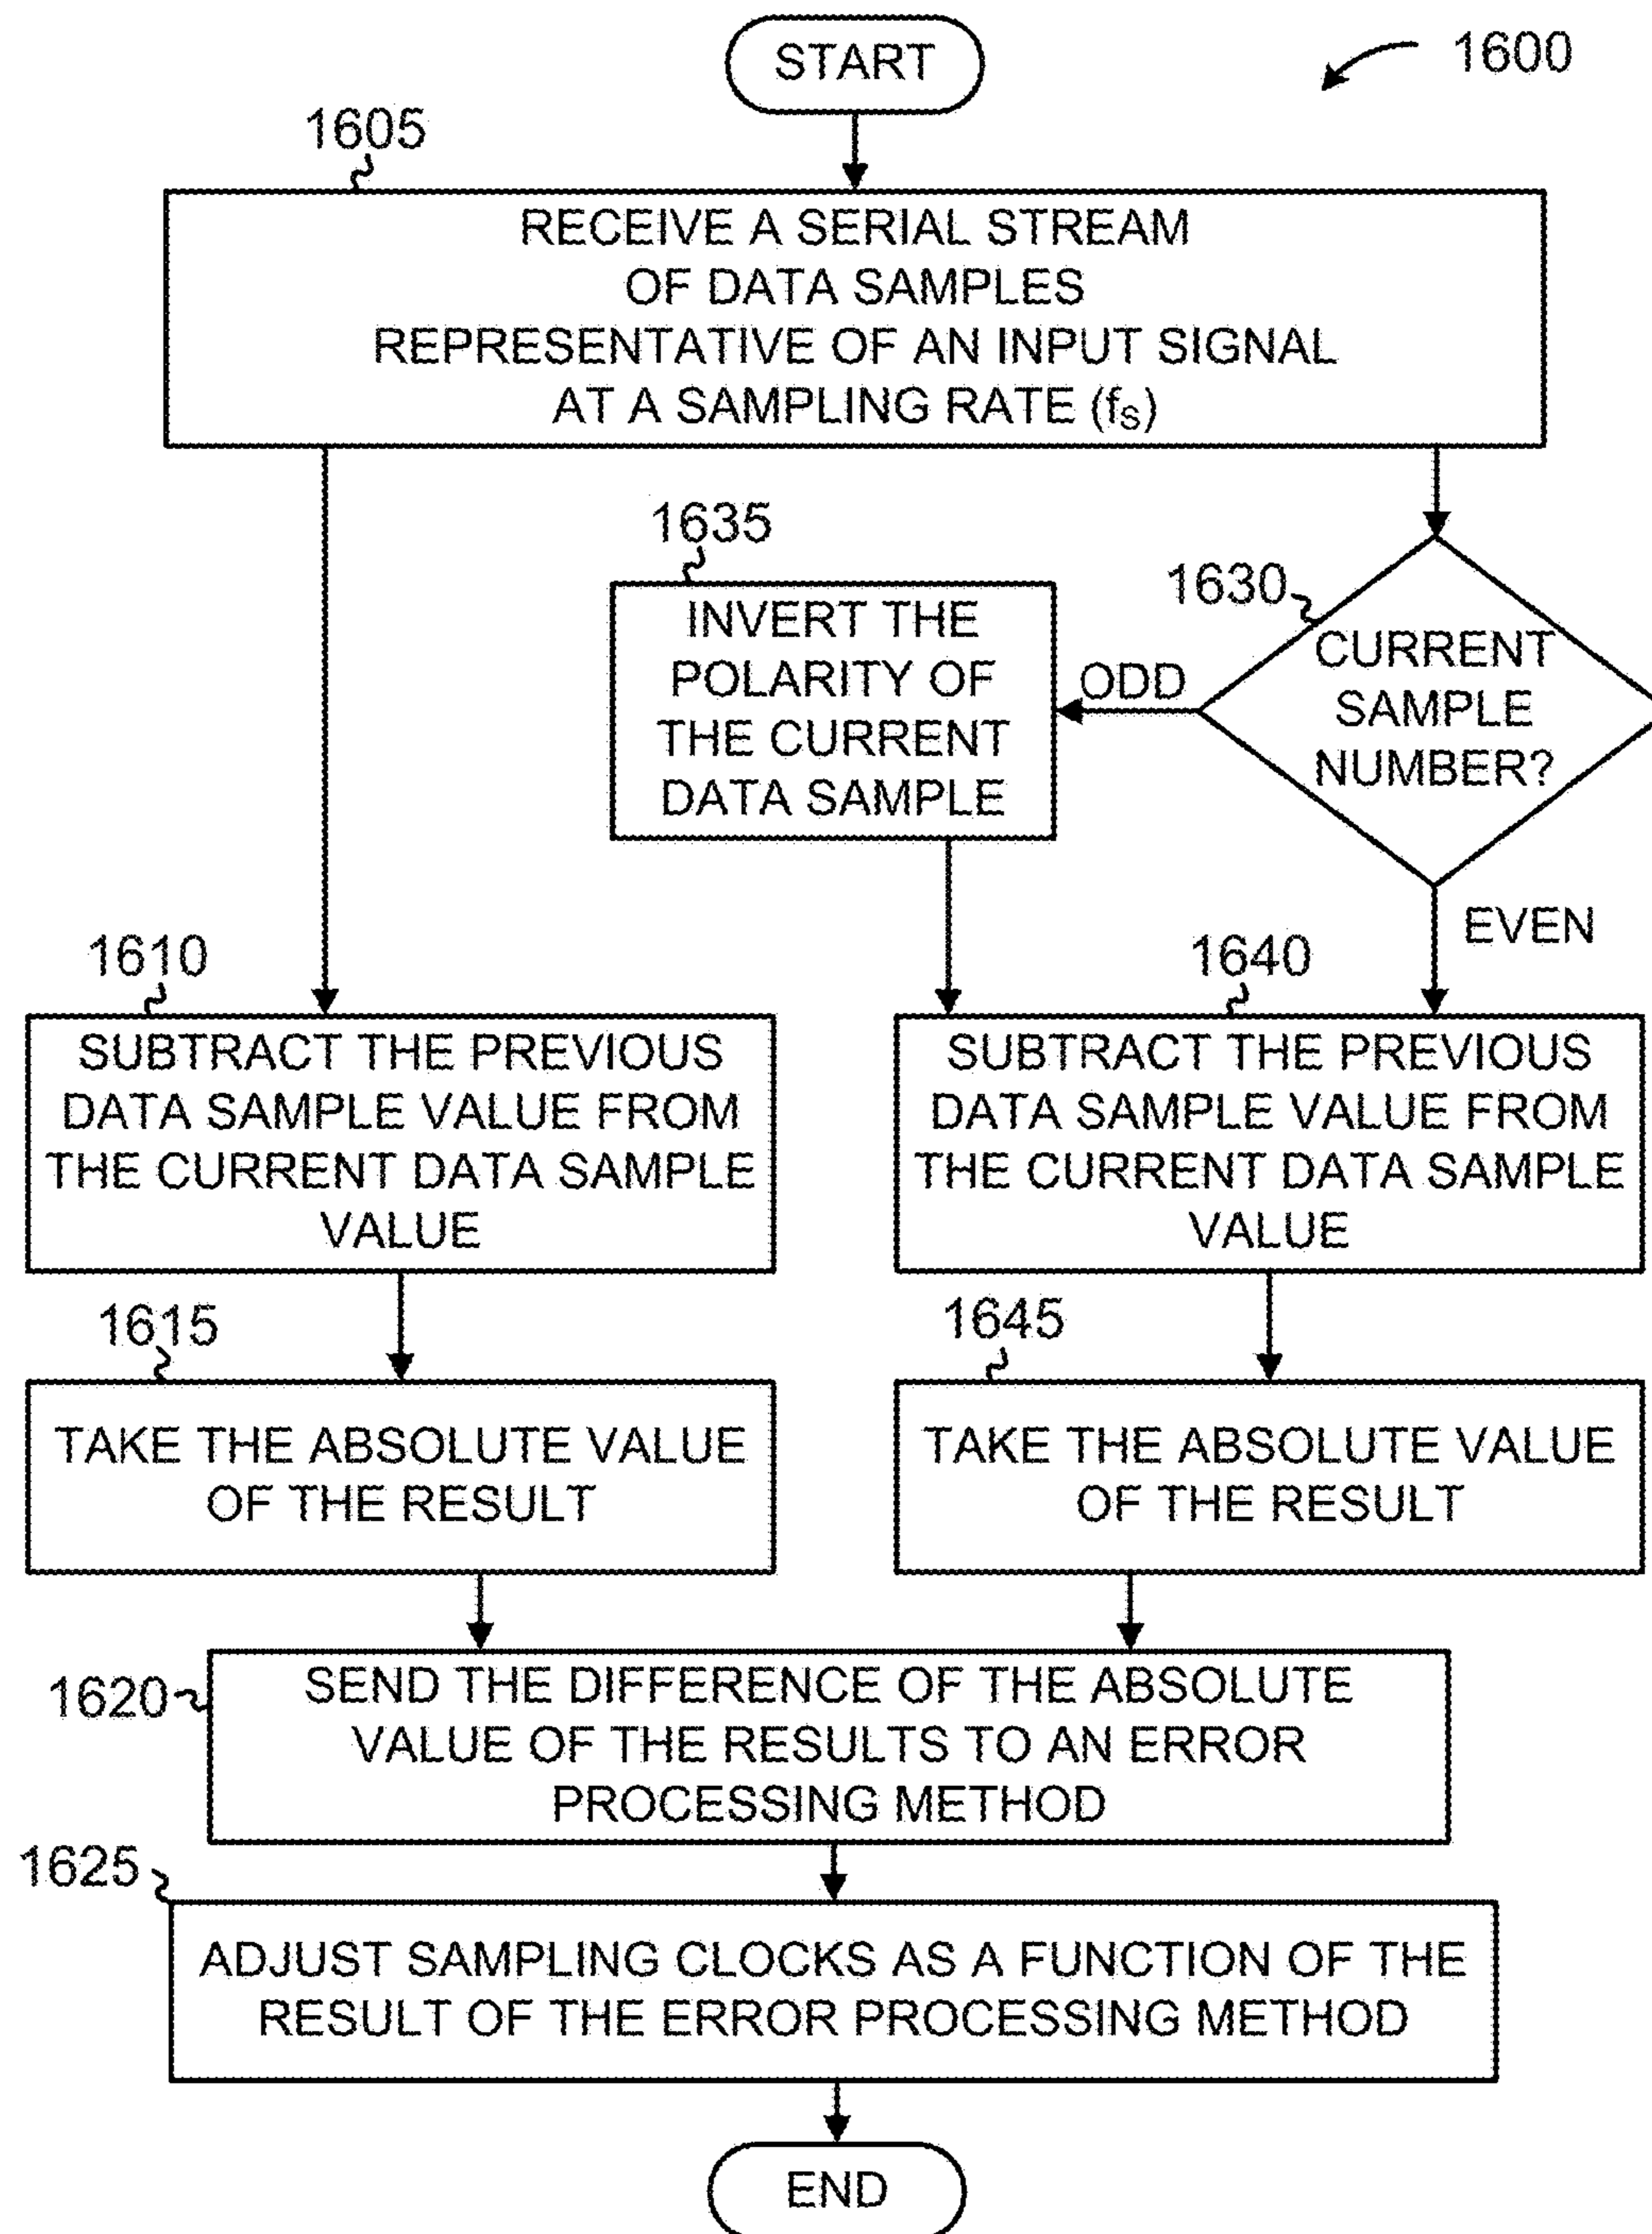 START
1600
1605
RECEIVE A SERIAL STREAM
OF DATA SAMPLES
REPRESENTATIVE OF AN INPUT SIGNAL
AT A SAMPLING RATE (fS)
1635
INVERT THE
POLARITY OF
THE CURRENT
DATA SAMPLE
ODD
1630
CURRENT
SAMPLE
NUMBER?
EVEN
1610
SUBTRACT THE PREVIOUS
DATA SAMPLE VALUE FROM
THE CURRENT DATA SAMPLE
VALUE
1640
SUBTRACT THE PREVIOUS
DATA SAMPLE VALUE FROM
THE CURRENT DATA SAMPLE
VALUE
1615
TAKE THE ABSOLUTE VALUE
OF THE RESULT
1645
TAKE THE ABSOLUTE VALUE
OF THE RESULT
1620
SEND THE DIFFERENCE OF THE ABSOLUTE
VALUE OF THE RESULTS TO AN ERROR
PROCESSING METHOD
1625
ADJUST SAMPLING CLOCKS AS A FUNCTION OF THE
RESULT OF THE ERROR PROCESSING METHOD
END